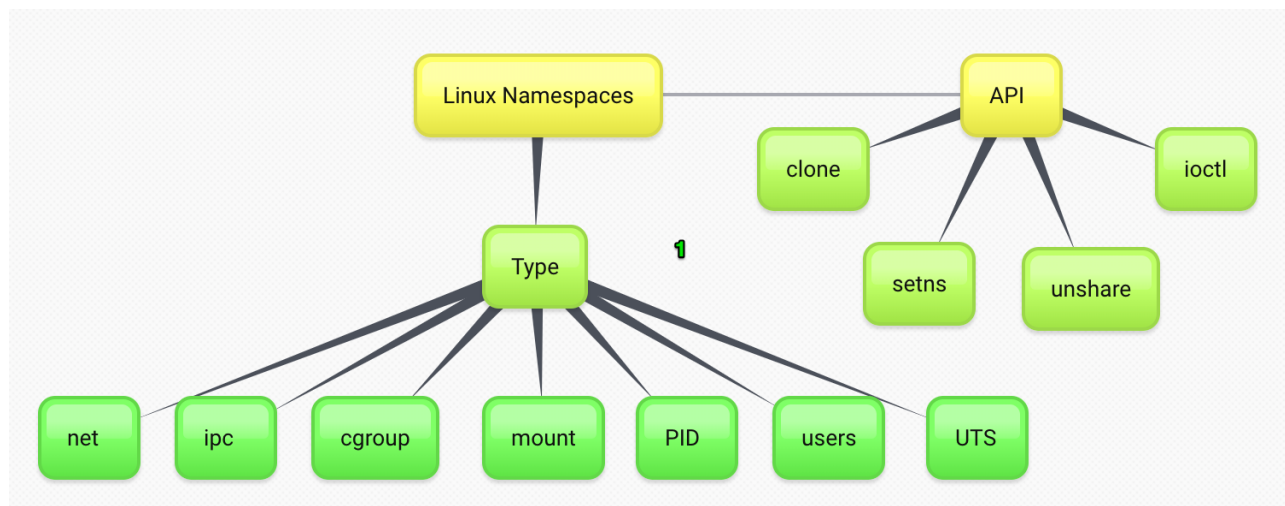 Linux Namespaces
API
clone
ioctl
Type
1
setns
unshare
net
ipc
cgroup
mount
PID
users
UTS